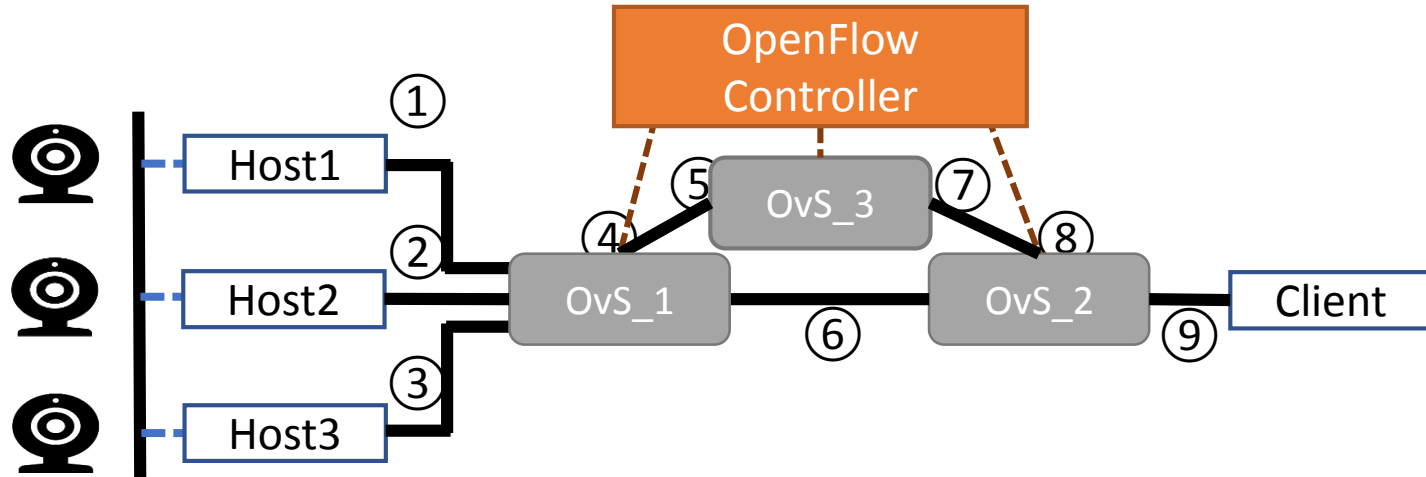 OpenFlow
Controller
①
Host1
⑤
OvS_3
⑦
②
④
⑧
Host2
OvS_1
OvS_2
Client
⑥
⑨
③
Host3